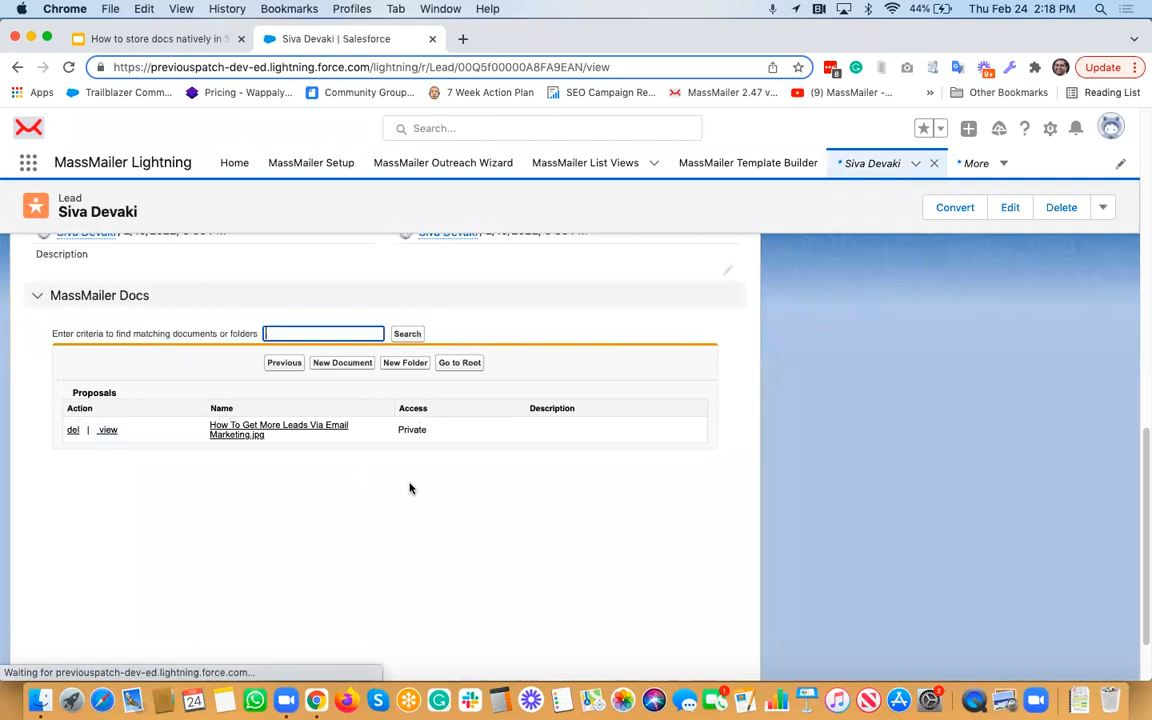 Chrome File Edit View History Bookmarks Profiles Tab Window Help 44% Thu Feb 24 2:18 PM
How to store docs natively in S
Siva Devaki | Salesforce
https://previouspatch-dev-ed.lightning.force.com/lightning/r/Lead/00Q5f00000A8FA9EAN/view
6 8+ Update
Apps Trailblazer Comm... Pricing - Wappaly... Community Group... 7 Week Action Plan SEO Campaign Re... MassMailer 2.47 v... (9) MassMailer -... » Other Bookmarks Reading List
Search...
MassMailer Lightning Home MassMailer Setup MassMailer Outreach Wizard MassMailer List Views MassMailer Template Builder * Siva Devaki * More
Lead
Siva Devaki
Convert Edit Delete
Description
MassMailer Docs
Enter criteria to find matching documents or folders Search
Previous New Document New Folder Go to Root
Proposals
Action Name Access Description
del | view How To Get More Leads Via Email Private
Marketing.jpg
Waiting for previouspatch-dev-ed.lightning.force.com...